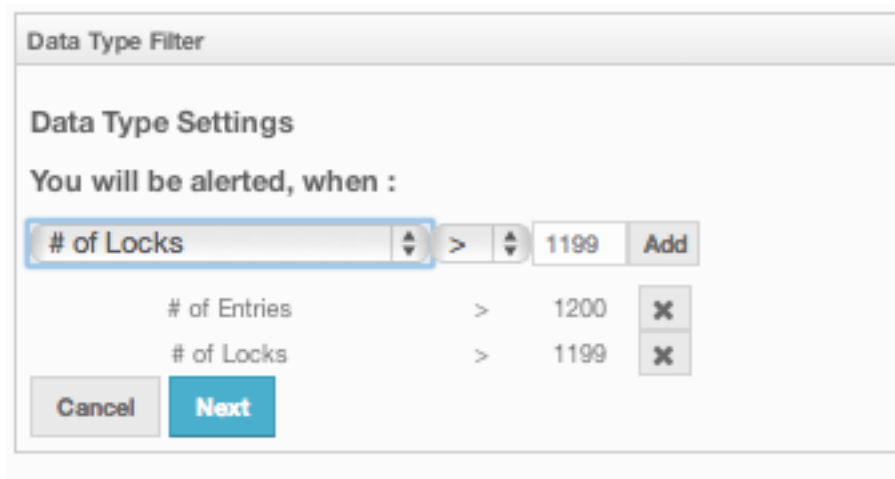 Data Type Filter
Data Type Settings
You will be alerted, when :
# of Locks > 1199 Add
# of Entries > 1200
# of Locks > 1199
Cancel Next